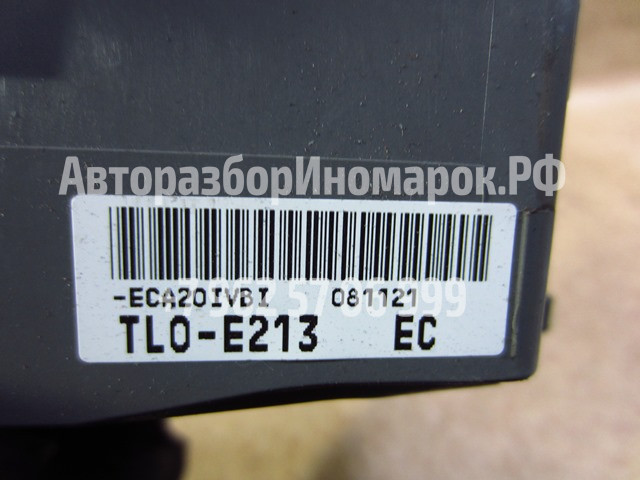 АвторазборИномарок.РФ
-ECA20IVBI 081121
TL0-E213 EC